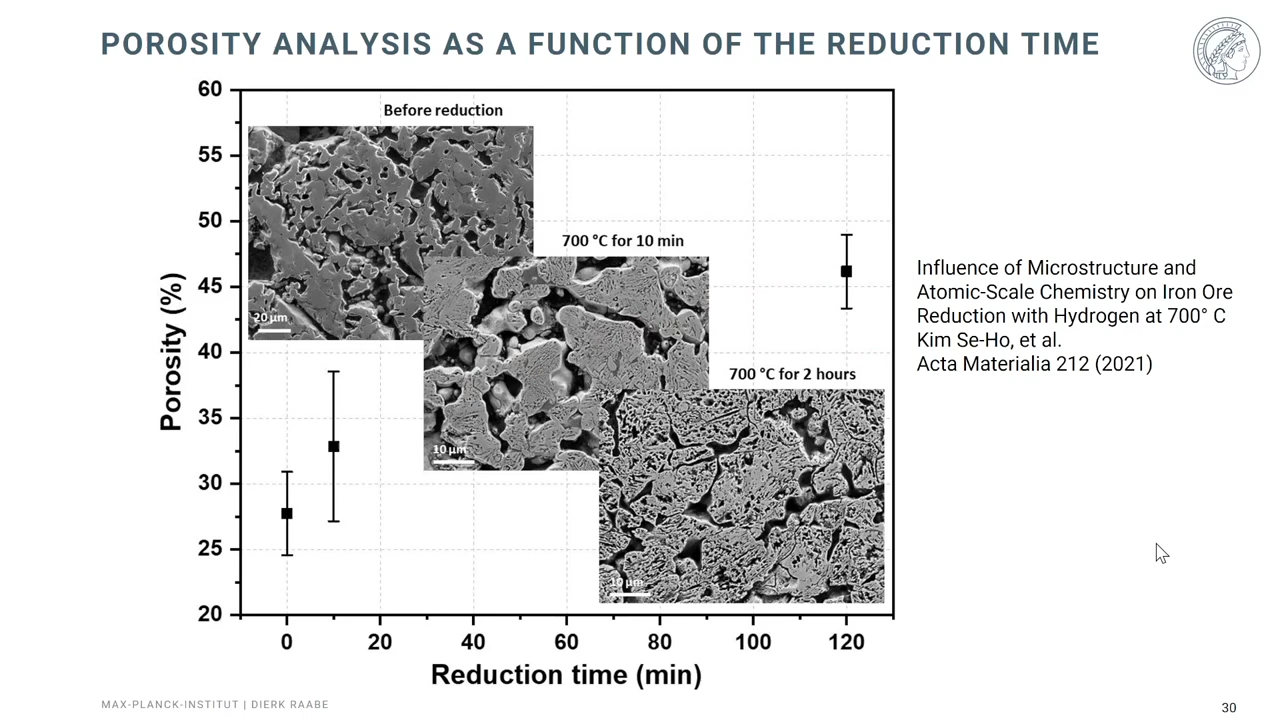 POROSITY ANALYSIS AS A FUNCTION OF THE REDUCTION TIME
60
55
50
45
40
35
30
25
20
Porosity (%)
Before reduction
20 µm
700 °C for 10 min
10 µm
700 °C for 2 hours
10 µm
0 20 40 60 80 100 120
Reduction time (min)
Influence of Microstructure and
Atomic-Scale Chemistry on Iron Ore
Reduction with Hydrogen at 700° C
Kim Se-Ho, et al.
Acta Materialia 212 (2021)
MAX-PLANCK-INSTITUT | DIERK RAABE
30